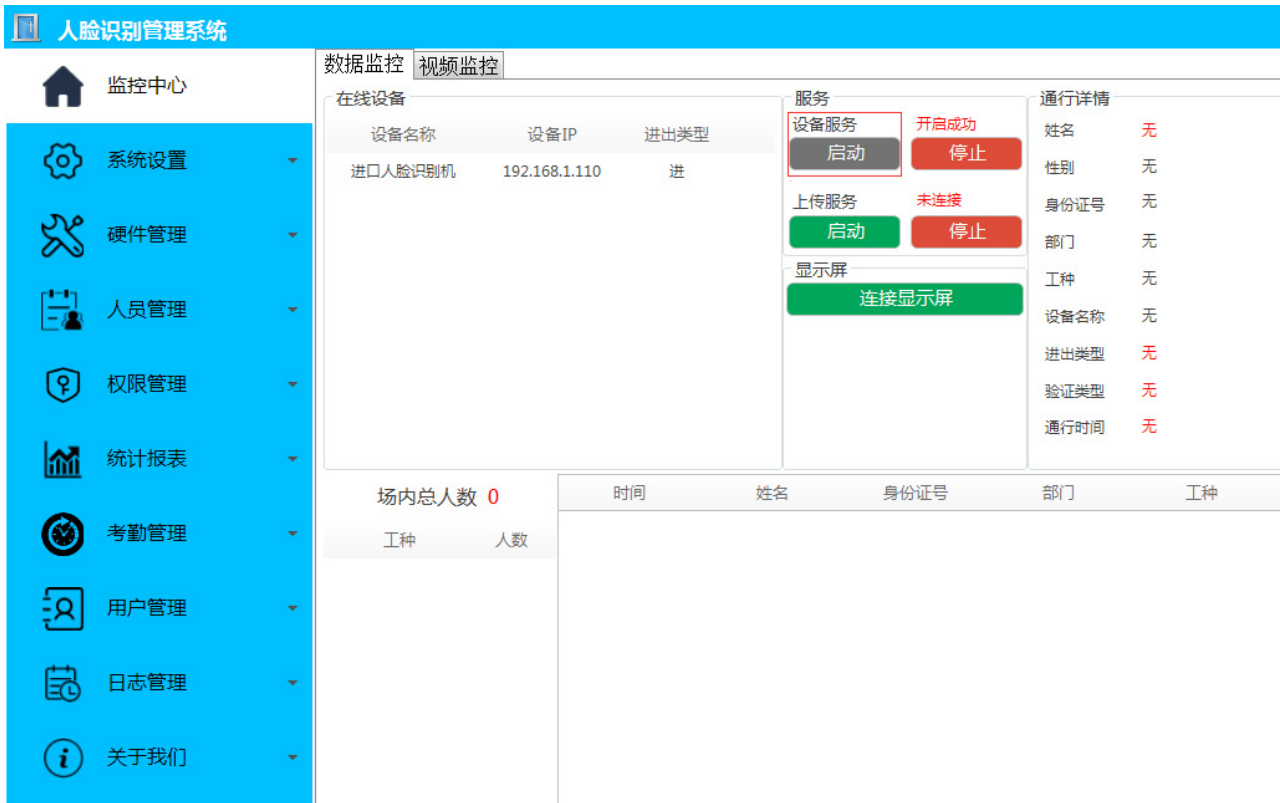 人脸识别管理系统
监控中心
系统设置
硬件管理
人员管理
权限管理
统计报表
考勤管理
用户管理
日志管理
关于我们
数据监控 视频监控
在线设备
设备名称 设备IP 进出类型
进口人脸识别机 192.168.1.110 进
服务
设备服务 开启成功
启动 停止
上传服务 未连接
启动 停止
显示屏
连接显示屏
通行详情
姓名 无
性别 无
身份证号 无
部门 无
工种 无
设备名称 无
进出类型 无
验证类型 无
通行时间 无
场内总人数 0
工种 人数
时间 姓名 身份证号 部门 工种